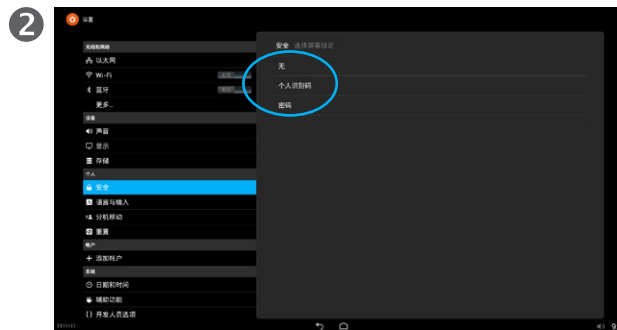 2
设置
无线和网络
以太网
Wi-Fi
蓝牙
更多...
设备
声音
显示
存储
个人
安全
语言与输入
分机移动
重置
帐户
添加帐户
系统
日期和时间
辅助功能
{ } 开发人员选项
安全 选择屏幕锁定
无
个人识别码
密码
9